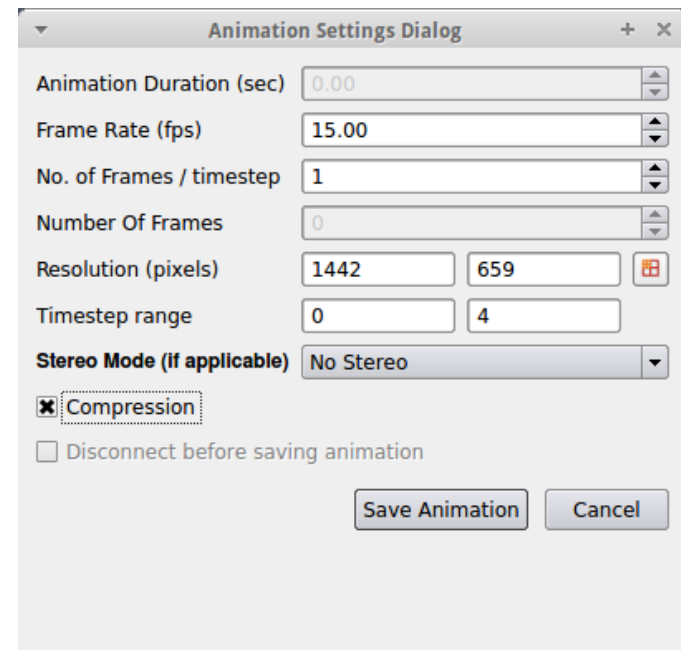 Animation Settings Dialog
Animation Duration (sec) 0.00
Frame Rate (fps) 15.00
No. of Frames / timestep 1
Number Of Frames 0
Resolution (pixels) 1442 659
Timestep range 0 4
Stereo Mode (if applicable) No Stereo
Compression
Disconnect before saving animation
Save Animation Cancel